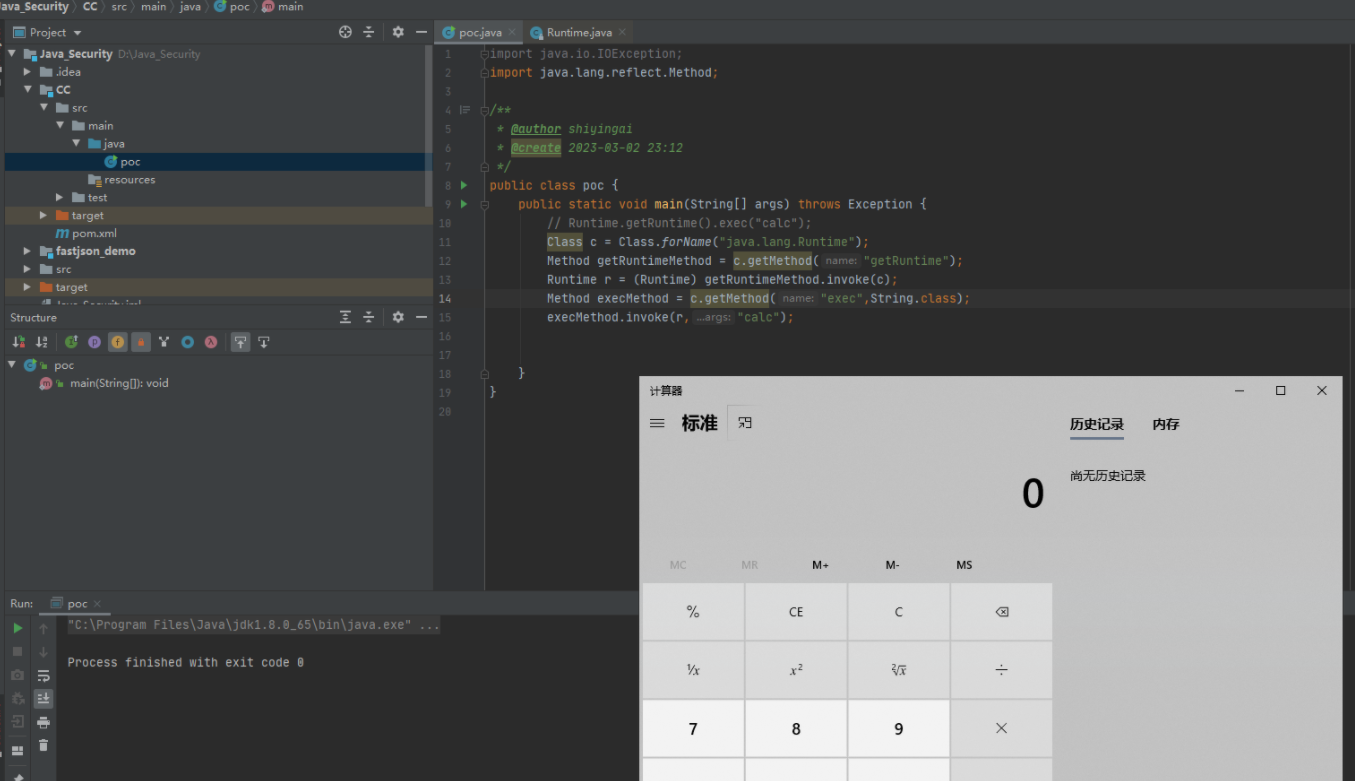 Java_Security > CC > src > main > java > poc > main
Project
poc.java
Runtime.java
Java_Security D:\Java_Security
.idea
CC
src
main
java
poc
resources
test
target
pom.xml
fastjson_demo
src
target
Java_Security.iml
Structure
poc
main(String[]): void
1 import java.io.IOException;
2 import java.lang.reflect.Method;
3
4 /**
5 * @author shiyingai
6 * @create 2023-03-02 23:12
7 */
8 public class poc {
9 public static void main(String[] args) throws Exception {
10 // Runtime.getRuntime().exec("calc");
11 Class c = Class.forName("java.lang.Runtime");
12 Method getRuntimeMethod = c.getMethod( name: "getRuntime");
13 Runtime r = (Runtime) getRuntimeMethod.invoke(c);
14 Method execMethod = c.getMethod( name: "exec",String.class);
15 execMethod.invoke(r, ...args: "calc");
16
17
18 }
19 }
20
计算器
标准
历史记录 内存
尚无历史记录
0
MC MR M+ M- MS
% CE C
⅟x x² ²√x ÷
7 8 9 ×
Run: poc
"C:\Program Files\Java\jdk1.8.0_65\bin\java.exe" ...
Process finished with exit code 0